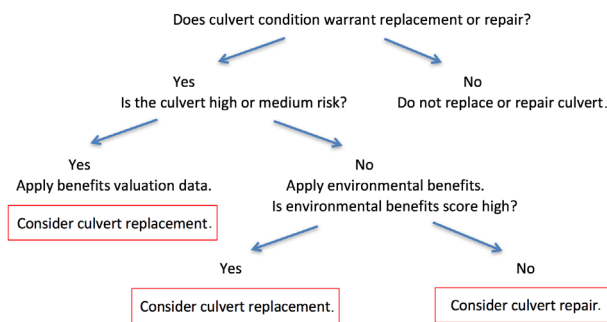 Does culvert condition warrant replacement or repair?
Yes
Is the culvert high or medium risk?
No
Do not replace or repair culvert.
Yes
Apply benefits valuation data.
Consider culvert replacement.
No
Apply environmental benefits.
Is environmental benefits score high?
Yes
Consider culvert replacement.
No
Consider culvert repair.